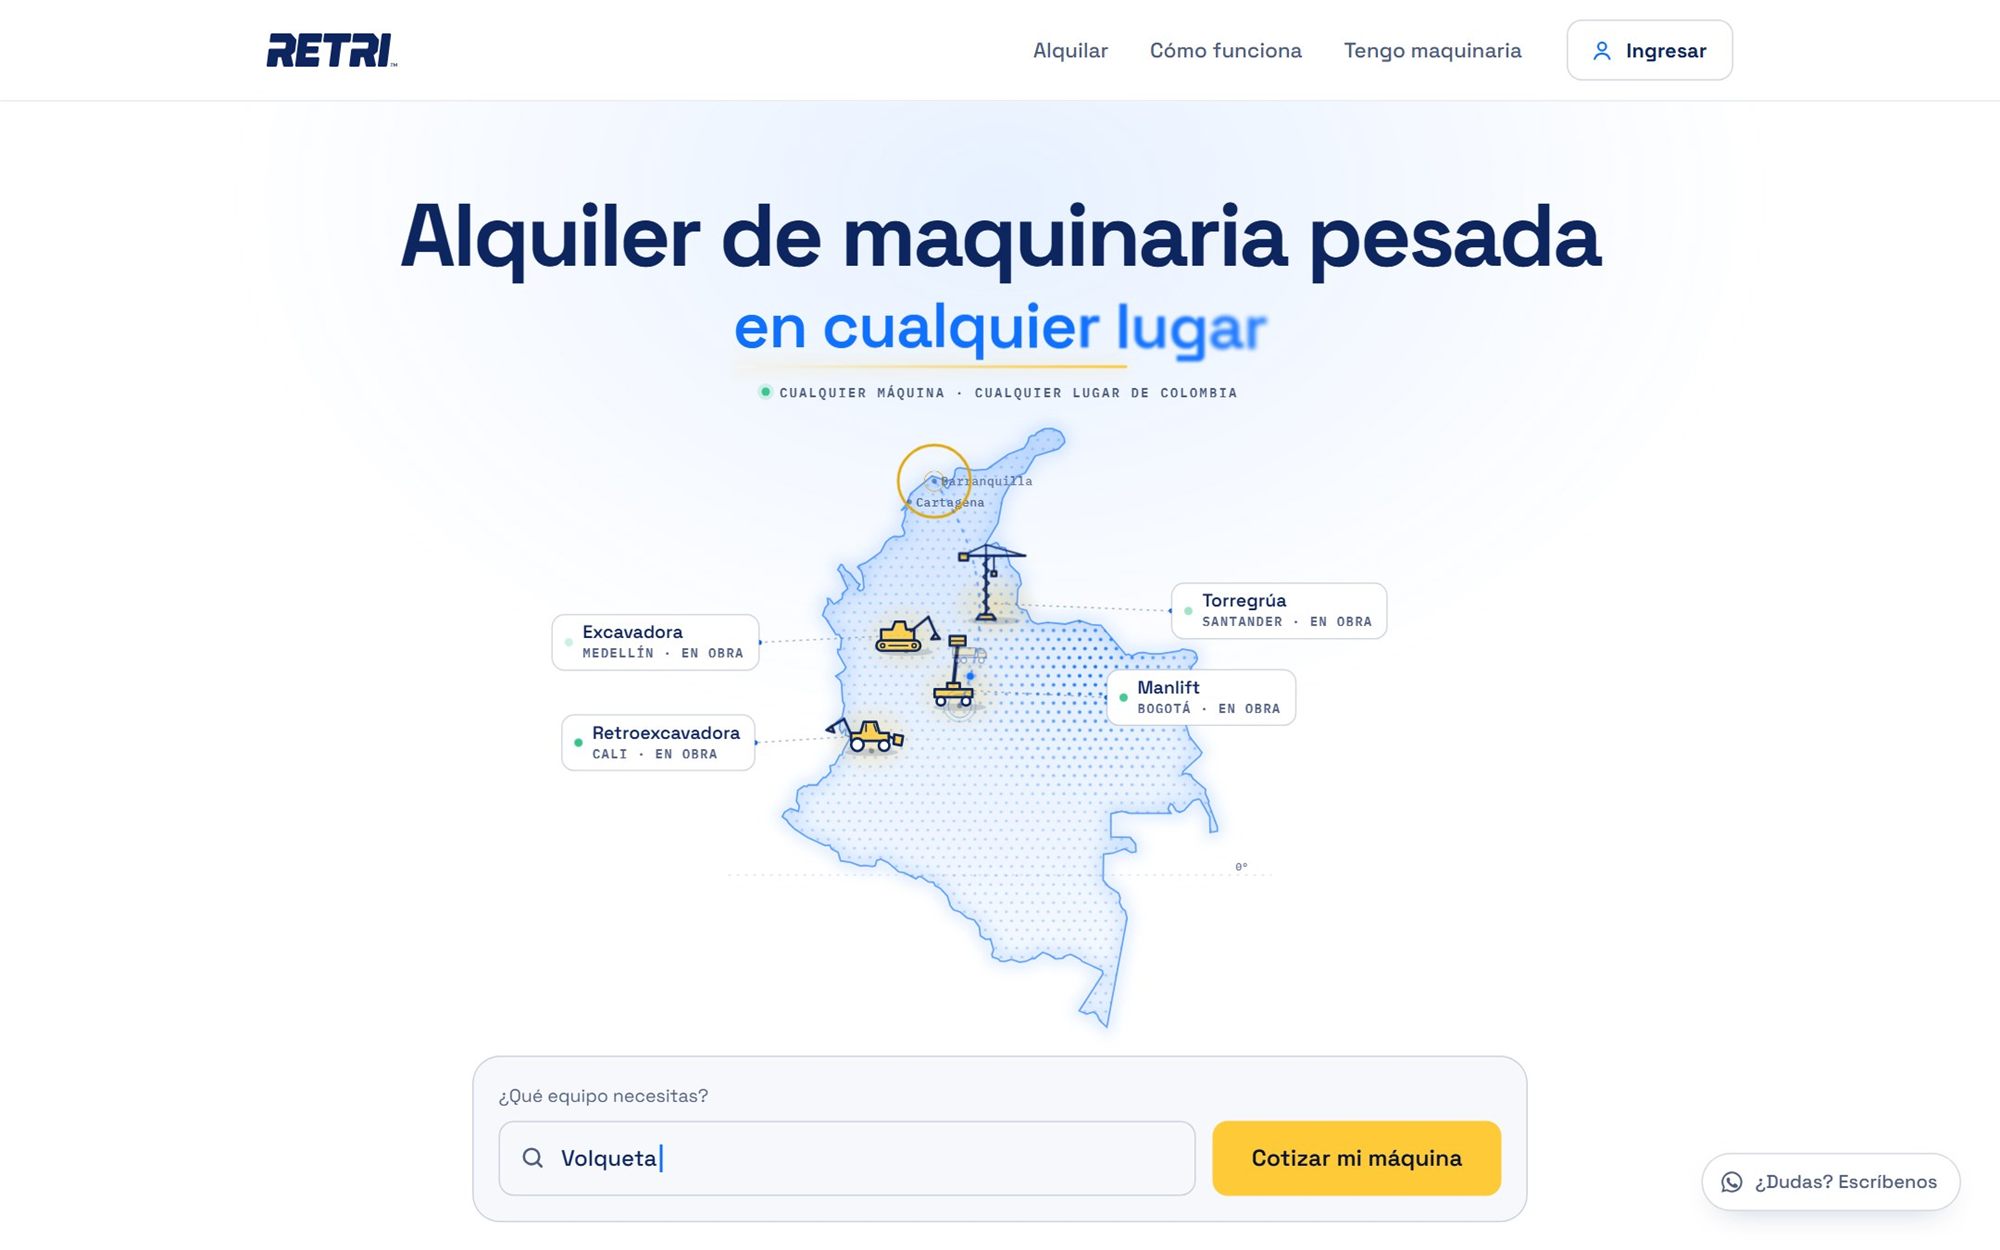 RETRI™
Alquilar
Cómo funciona
Tengo maquinaria
Ingresar
Alquiler de maquinaria pesada
en cualquier lugar
CUALQUIER MÁQUINA · CUALQUIER LUGAR DE COLOMBIA
Barranquilla
Cartagena
Torregrúa
SANTANDER · EN OBRA
Excavadora
MEDELLÍN · EN OBRA
Manlift
BOGOTÁ · EN OBRA
Retroexcavadora
CALI · EN OBRA
0°
¿Qué equipo necesitas?
Volqueta
Cotizar mi máquina
¿Dudas? Escríbenos